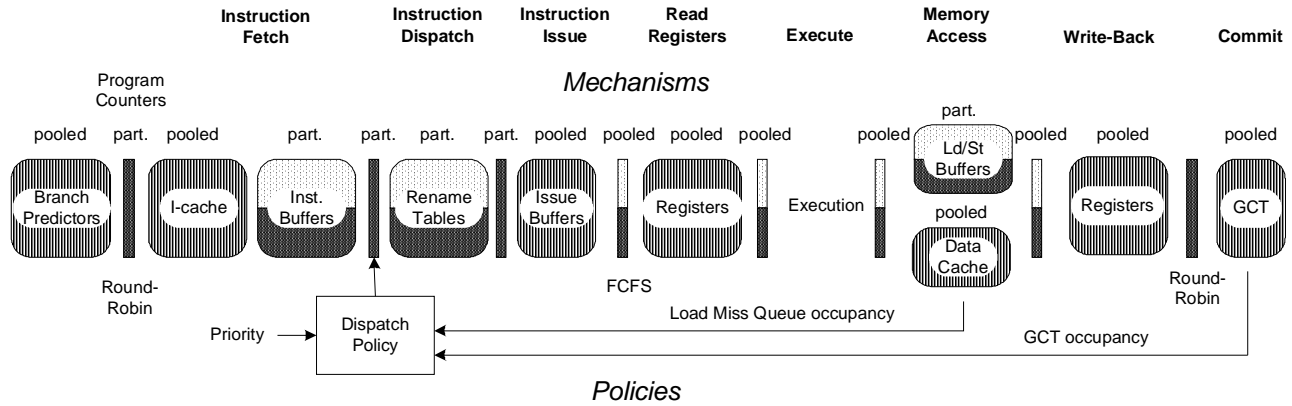 Instruction
Fetch
Instruction
Dispatch
Instruction
Issue
Read
Registers
Execute
Memory
Access
Write-Back
Commit
Mechanisms
Program
Counters
pooled
part.
pooled
part.
part.
part.
part.
pooled
pooled
pooled
pooled
pooled
part.
pooled
pooled
pooled
Branch
Predictors
I-cache
Inst.
Buffers
Rename
Tables
Issue
Buffers
Registers
Execution
Ld/St
Buffers
pooled
Data
Cache
Registers
GCT
Round-
Robin
FCFS
Round-
Robin
Priority
Dispatch
Policy
Load Miss Queue occupancy
GCT occupancy
Policies